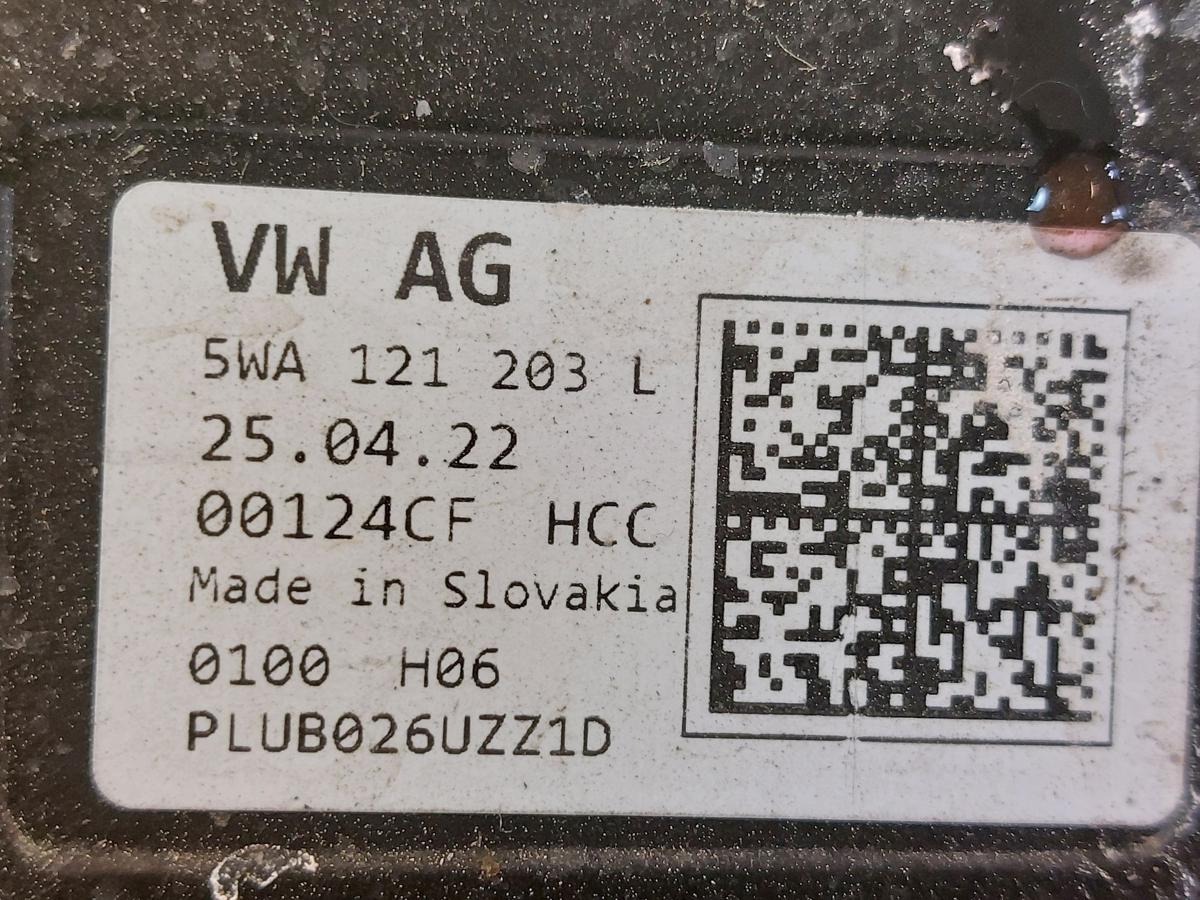 VW AG
5WA 121 203 L
25.04.22
00124CF HCC
Made in Slovakia
0100 H06
PLUB026UZZ1D